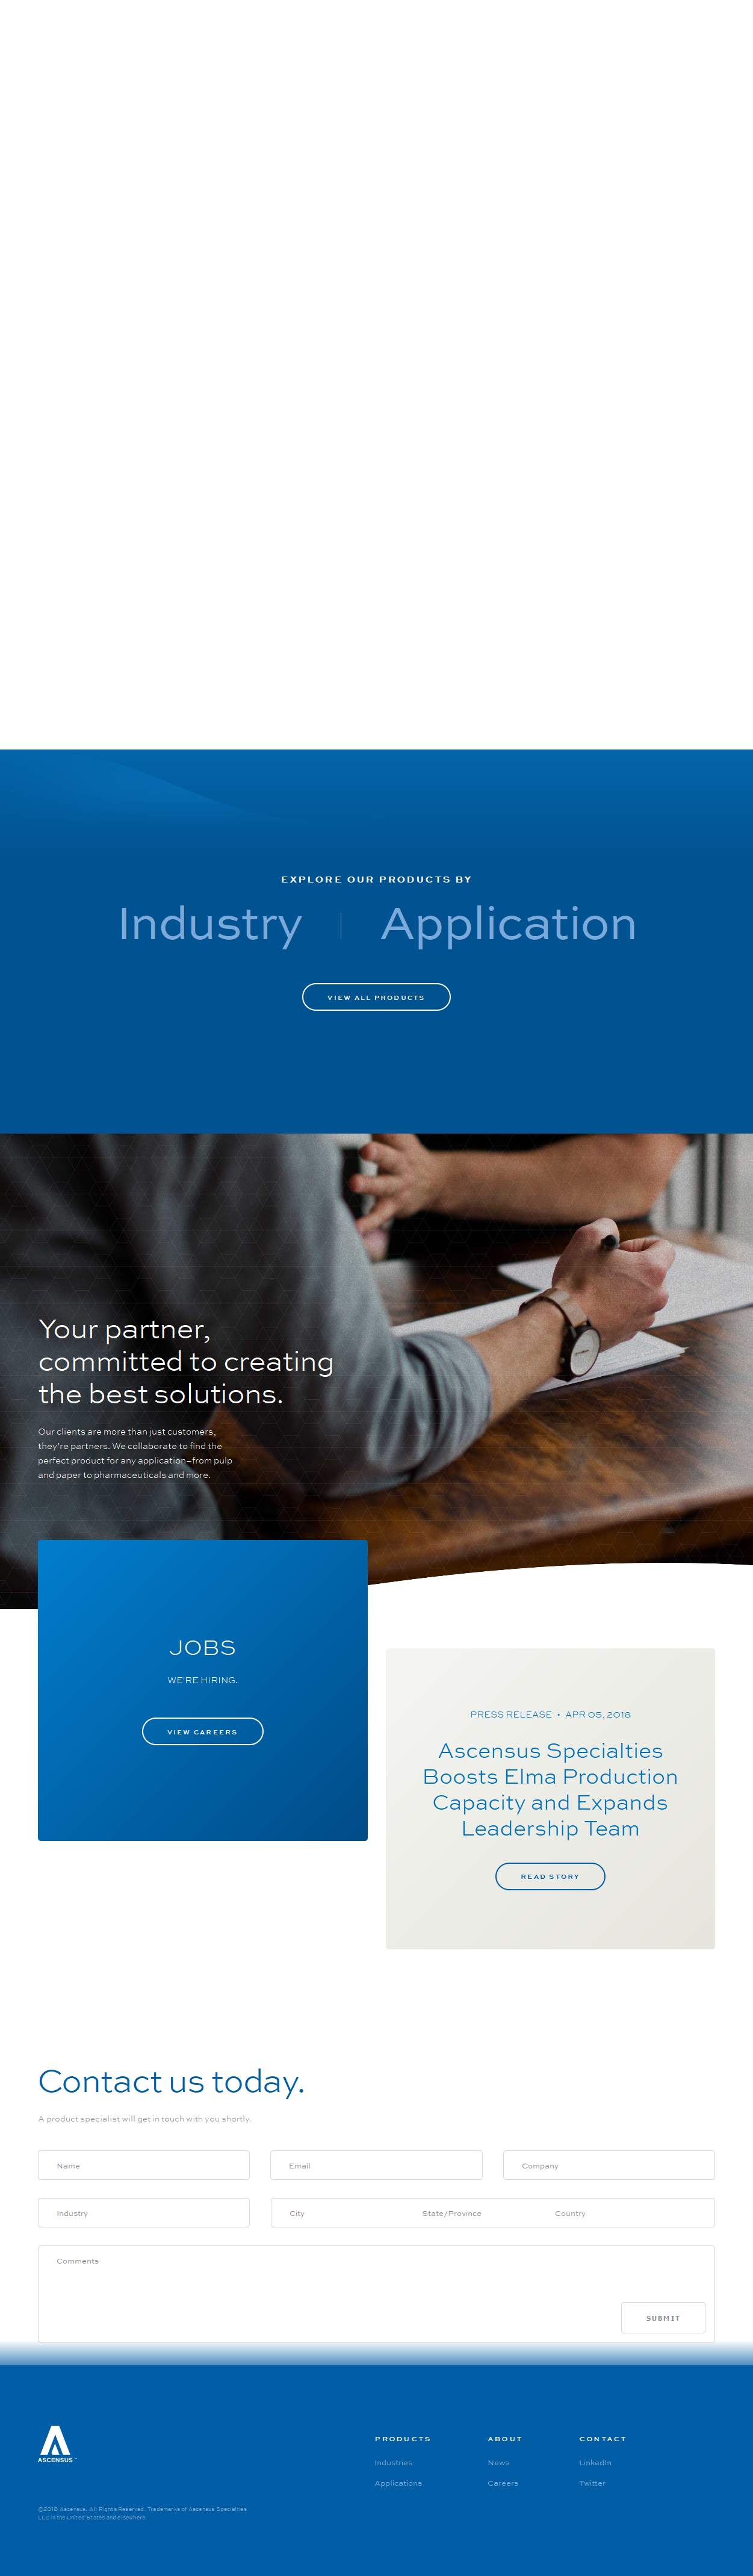 EXPLORE OUR PRODUCTS BY
Industry | Application
VIEW ALL PRODUCTS
Your partner,
committed to creating
the best solutions.
Our clients are more than just customers,
they're partners. We collaborate to find the
perfect product for any application–from pulp
and paper to pharmaceuticals and more.
JOBS
WE'RE HIRING.
VIEW CAREERS
PRESS RELEASE • APR 05, 2018
Ascensus Specialties
Boosts Elma Production
Capacity and Expands
Leadership Team
READ STORY
Contact us today.
A product specialist will get in touch with you shortly.
Name
Email
Company
Industry
City
State/Province
Country
Comments
SUBMIT
ASCENSUS™
PRODUCTS
Industries
Applications
ABOUT
News
Careers
CONTACT
LinkedIn
Twitter
©2018 Ascensus. All Rights Reserved. Trademarks of Ascensus Specialties
LLC in the United States and elsewhere.